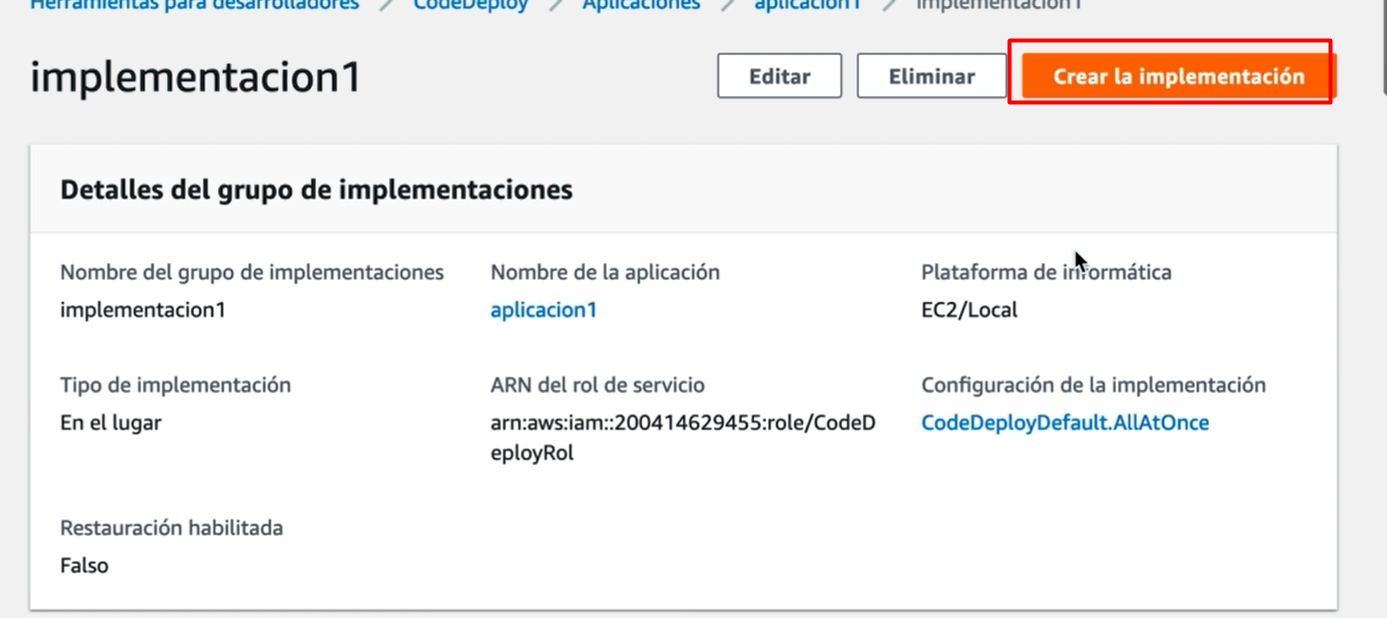 Herramientas para desarrolladores / CodeDeploy / Aplicaciones / aplicacion1 / implementacion1
implementacion1
Editar
Eliminar
Crear la implementación
Detalles del grupo de implementaciones
Nombre del grupo de implementaciones
implementacion1
Nombre de la aplicación
aplicacion1
Plataforma de informática
EC2/Local
Tipo de implementación
En el lugar
ARN del rol de servicio
arn:aws:iam::200414629455:role/CodeD
eployRol
Configuración de la implementación
CodeDeployDefault.AllAtOnce
Restauración habilitada
Falso